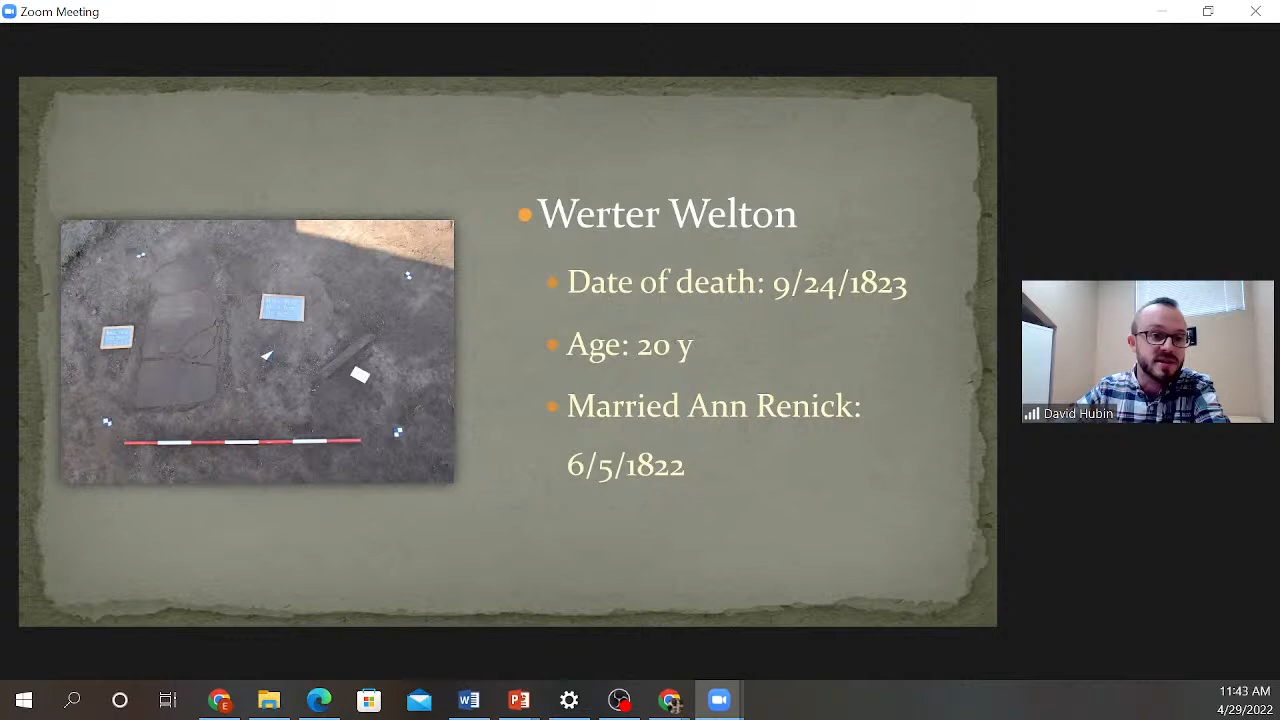 Zoom Meeting
Werter Welton
Date of death: 9/24/1823
Age: 20 y
Married Ann Renick:
6/5/1822
David Hubin
11:43 AM
4/29/2022